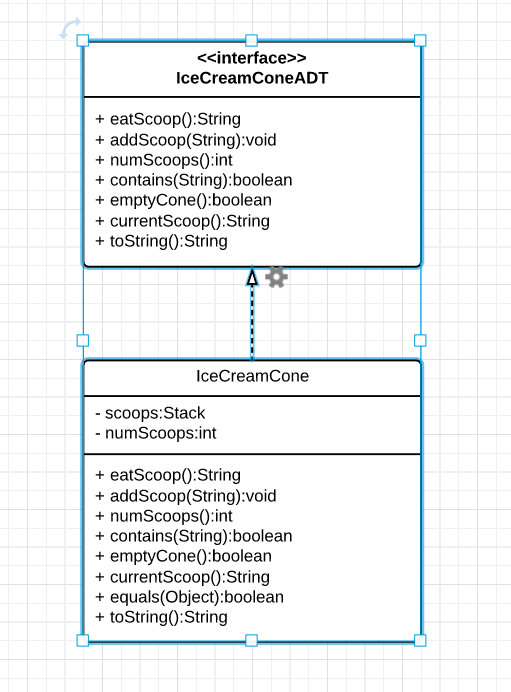 <<interface>>
IceCreamConeADT
+ eatScoop():String
+ addScoop(String):void
+ numScoops():int
+ contains(String):boolean
+ emptyCone():boolean
+ currentScoop():String
+ toString():String
IceCreamCone
- scoops:Stack
- numScoops:int
+ eatScoop():String
+ addScoop(String):void
+ numScoops():int
+ contains(String):boolean
+ emptyCone():boolean
+ currentScoop():String
+ equals(Object):boolean
+ toString():String